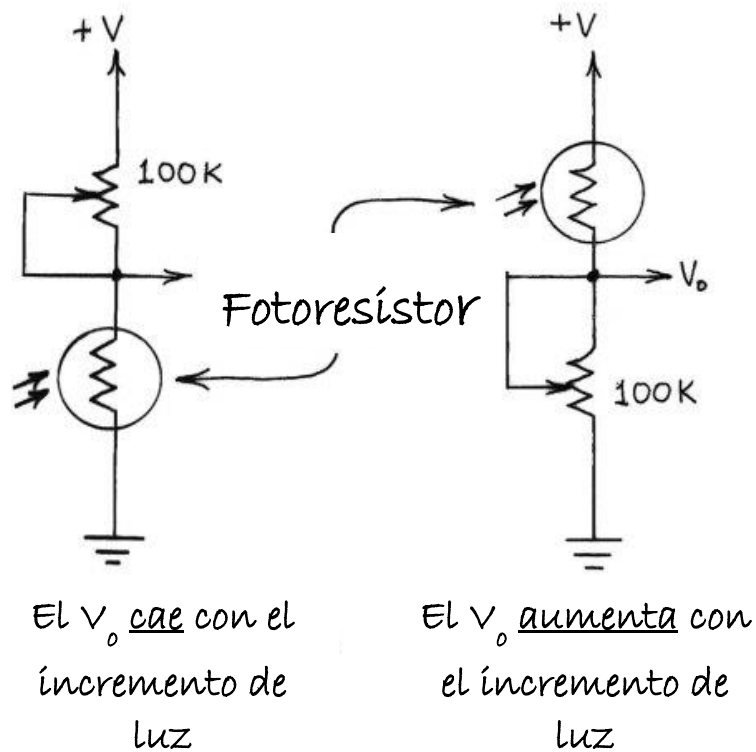 +V
+V
100K
Fotoresistor
V₀
100K
El V₀ cae con el
incremento de
luz
El V₀ aumenta con
el incremento de
luz